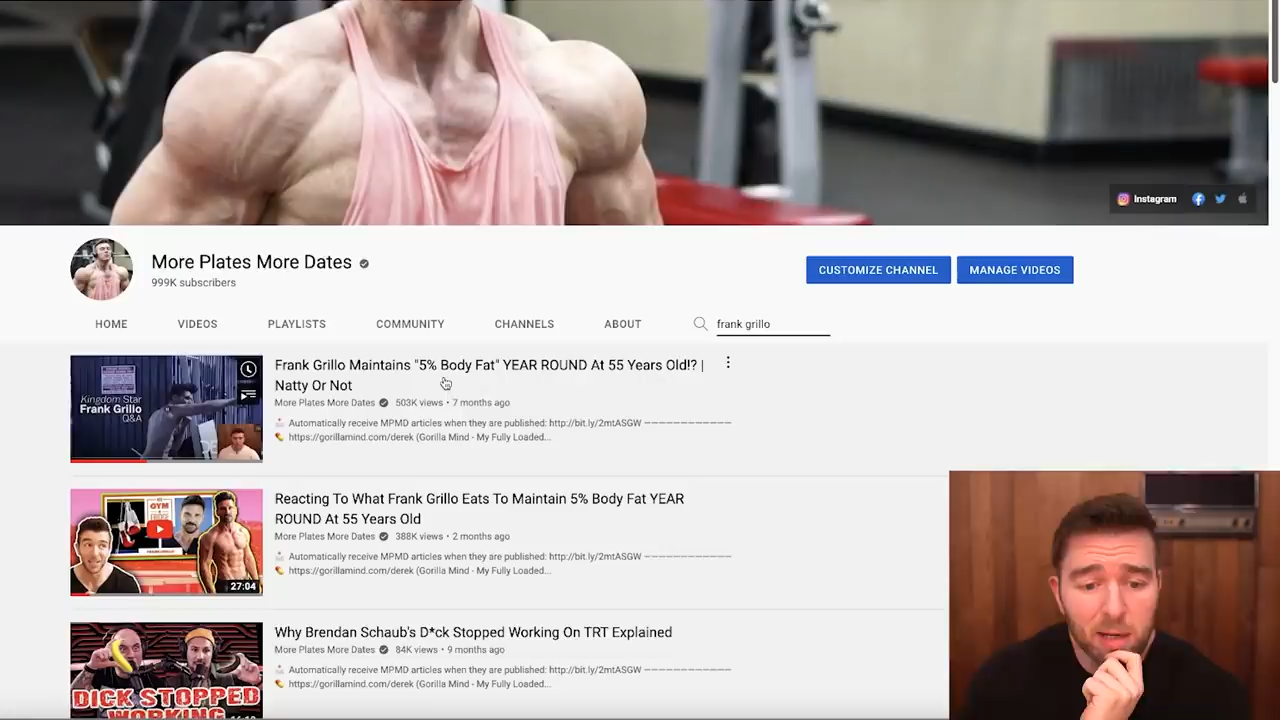 Instagram
More Plates More Dates
999K subscribers
CUSTOMIZE CHANNEL
MANAGE VIDEOS
HOME
VIDEOS
PLAYLISTS
COMMUNITY
CHANNELS
ABOUT
frank grillo
Kingdom Star
Frank Grillo
Q&A
Frank Grillo Maintains "5% Body Fat" YEAR ROUND At 55 Years Old!? |
Natty Or Not
More Plates More Dates
503K views • 7 months ago
Automatically receive MPMD articles when they are published: http://bit.ly/2mtASGW ---------------------
https://gorillamind.com/derek (Gorilla Mind - My Fully Loaded...
GYM
FRIDGE
27:04
Reacting To What Frank Grillo Eats To Maintain 5% Body Fat YEAR
ROUND At 55 Years Old
More Plates More Dates
388K views • 2 months ago
Automatically receive MPMD articles when they are published: http://bit.ly/2mtASGW ---------------------
https://gorillamind.com/derek (Gorilla Mind - My Fully Loaded...
DICK STOPPED
WORKING
Why Brendan Schaub's D*ck Stopped Working On TRT Explained
More Plates More Dates
84K views • 9 months ago
Automatically receive MPMD articles when they are published: http://bit.ly/2mtASGW ---------------------
https://gorillamind.com/derek (Gorilla Mind - My Fully Loaded...